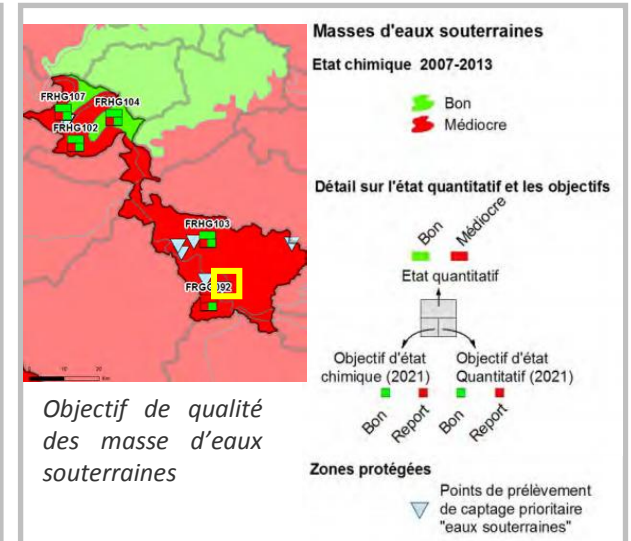 FRHG107
FRHG104
FRHG102
FRHG103
Objectif de qualité
des masse d’eaux
souterraines
Masses d'eaux souterraines
Etat chimique 2007-2013
Bon
Médiocre
Détail sur l'état quantitatif et les objectifs
Bon
Médiocre
Etat quantitatif
Objectif d'état
chimique (2021)
Objectif d'état
Quantitatif (2021)
Bon
Report
Bon
Report
Zones protégées
Points de prélèvement
de captage prioritaire
"eaux souterraines"